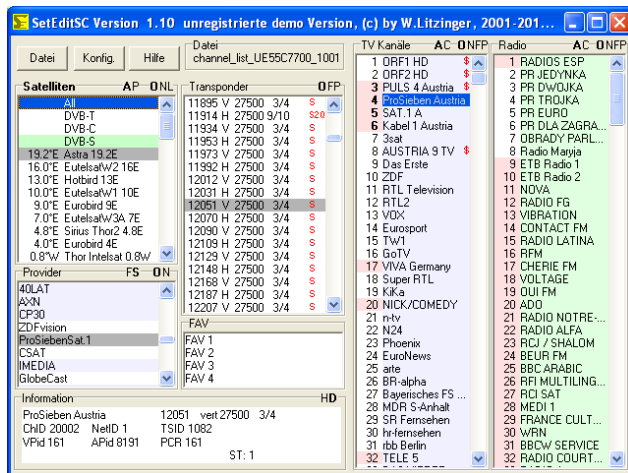 SetEditSC Version 1.10 unregistrierte demo Version, (c) by W.Litzinger, 2001-201...
Datei
Konfig.
Hilfe
Datei
channel_list_UE55C7700_1001
Satelliten AP ONL
All
DVB-T
DVB-C
DVB-S
19.2°E Astra 19.2E
16.0°E EutelsatW2 16E
13.0°E Hotbird 13E
10.0°E EutelsatW1 10E
9.0°E Eurobird 9E
7.0°E EutelsatW3A 7E
4.8°E Sirius Thor2 4.8E
4.0°E Eurobird 4E
0.8°W Thor Intelsat 0.8W
Transponder OFP
11895 V 27500 3/4 S
11914 H 27500 9/10 S2Q
11934 V 27500 3/4 S
11953 H 27500 3/4 S
11973 V 27500 3/4 S
11992 H 27500 3/4 S
12012 V 27500 3/4 S
12031 H 27500 3/4 S
12051 V 27500 3/4 S
12070 H 27500 3/4 S
12090 V 27500 3/4 S
12109 H 27500 3/4 S
12129 V 27500 3/4 S
12148 H 27500 3/4 S
12168 V 27500 3/4 S
12187 H 27500 3/4 S
12207 V 27500 3/4 S
Provider FS ON
40LAT
AXN
CP30
ZDFvision
ProSiebenSat.1
CSAT
IMEDIA
GlobeCast
FAV
FAV 1
FAV 2
FAV 3
FAV 4
Information HD
ProSieben Austria 12051 vert 27500 3/4
ChID 20002 NetID 1 TSID 1082
VPid 161 APid 8191 PCR 161
ST: 1
TV Kanäle AC ONFP
1 ORF1 HD $
2 ORF2 HD $
3 PULS 4 Austria $
4 ProSieben Austria
5 SAT.1 A
6 Kabel 1 Austria
7 3sat
8 AUSTRIA 9 TV $
9 Das Erste
10 ZDF
11 RTL Television
12 RTL2
13 VOX
14 Eurosport
15 TW1
16 GoTV
17 VIVA Germany
18 Super RTL
19 KiKa
20 NICK/COMEDY
21 n-tv
22 N24
23 Phoenix
24 EuroNews
25 arte
26 BR-alpha
27 Bayerisches FS ...
28 MDR S-Anhalt
29 SR Fernsehen
30 hr-fernsehen
31 rbb Berlin
32 TELE 5
Radio AC ONFP
1 RADIOS ESP
2 PR JEDYNKA
3 PR DWOJKA
4 PR TROJKA
5 PR EURO
6 PR DLA ZAGRA...
7 OBRADY PARL...
8 Radio Maryja
9 ETB Radio 1
10 ETB Radio 2
11 NOVA
12 RADIO FG
13 VIBRATION
14 CONTACT FM
15 RADIO LATINA
16 RFM
17 CHERIE FM
18 VOLTAGE
19 OUI FM
20 ADO
21 RADIO NOTRE-...
22 RADIO ALFA
23 RCJ / SHALOM
24 BEUR FM
25 BBC ARABIC
26 RFI MULTILING...
27 RCI SAT
28 MEDI 1
29 FRANCE CULT...
30 WRN
31 BBCW SERVICE
32 RADIO COURT...